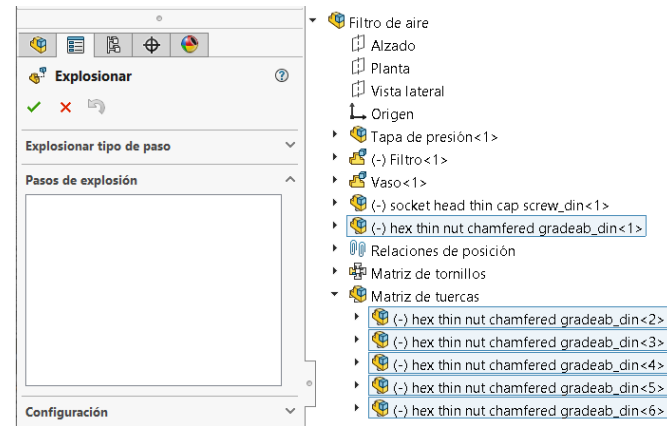 Explosionar
Explosionar tipo de paso
Pasos de explosión
Configuración
Filtro de aire
Alzado
Planta
Vista lateral
Origen
Tapa de presión<1>
(-) Filtro<1>
Vaso<1>
(-) socket head thin cap screw_din<1>
(-) hex thin nut chamfered gradeab_din<1>
Relaciones de posición
Matriz de tornillos
Matriz de tuercas
(-) hex thin nut chamfered gradeab_din<2>
(-) hex thin nut chamfered gradeab_din<3>
(-) hex thin nut chamfered gradeab_din<4>
(-) hex thin nut chamfered gradeab_din<5>
(-) hex thin nut chamfered gradeab_din<6>